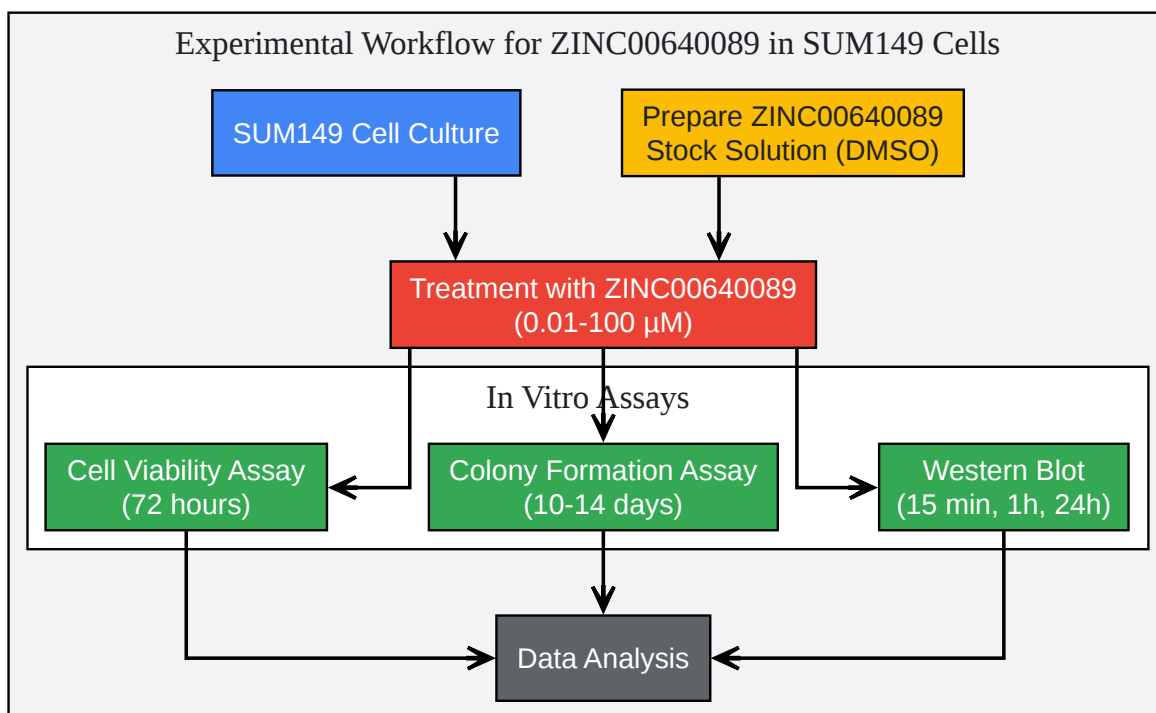 Experimental Workflow for ZINC00640089 in SUM149 Cells
SUM149 Cell Culture
Prepare ZINC00640089
Stock Solution (DMSO)
Treatment with ZINC00640089
(0.01-100 µM)
In Vitro Assays
Cell Viability Assay
(72 hours)
Colony Formation Assay
(10-14 days)
Western Blot
(15 min, 1h, 24h)
Data Analysis